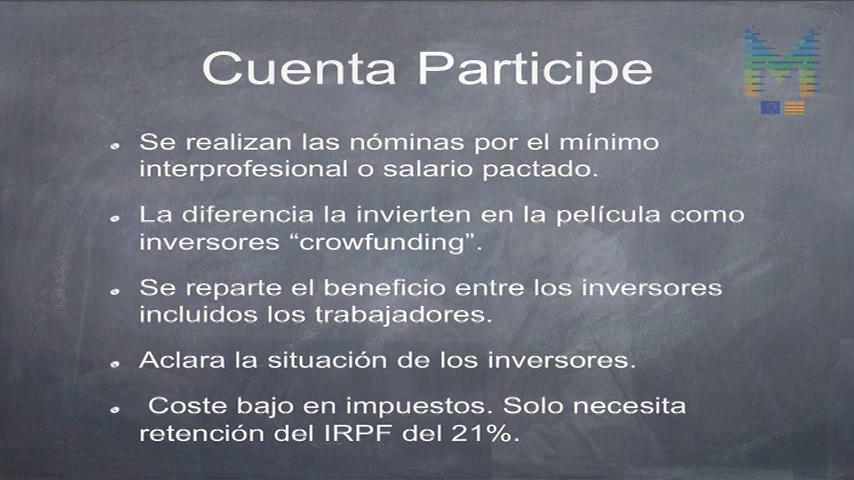 Cuenta Participe
Se realizan las nóminas por el mínimo
interprofesional o salario pactado.
La diferencia la invierten en la película como
inversores “crowfunding”.
Se reparte el beneficio entre los inversores
incluidos los trabajadores.
Aclara la situación de los inversores.
Coste bajo en impuestos. Solo necesita
retención del IRPF del 21%.